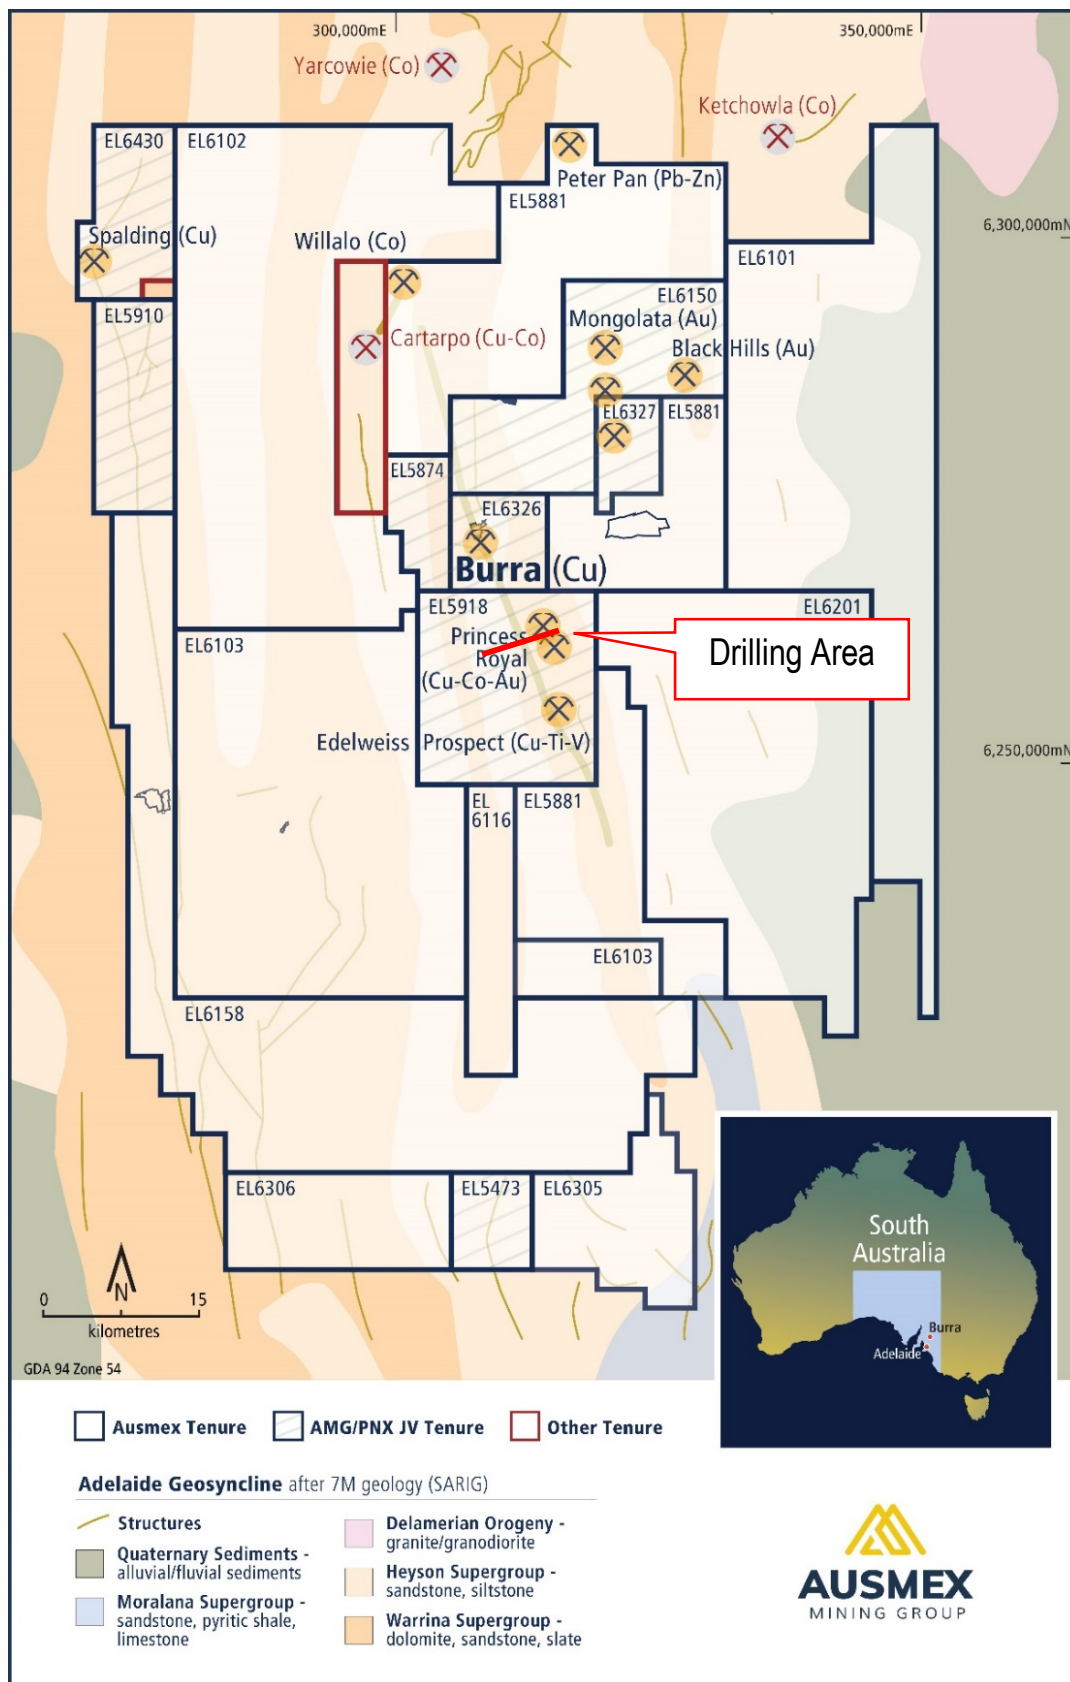 300,000mE
350,000mE
Yarcowie (Co)
Ketchowla (Co)
EL6430
EL6102
Peter Pan (Pb-Zn)
EL5881
Spalding (Cu)
Willalo (Co)
6,300,000mN
EL6101
EL5910
EL6150
Mongolata (Au)
Cartarpo (Cu-Co)
Black Hills (Au)
EL6327
EL5881
EL5874
EL6326
Burra (Cu)
EL5918
EL6201
Princess
Royal
(Cu-Co-Au)
Drilling Area
EL6103
Edelweiss Prospect (Cu-Ti-V)
6,250,000mN
EL
6116
EL5881
EL6103
EL6158
EL6306
EL5473
EL6305
South
Australia
Burra
Adelaide
N
0 15
kilometres
GDA 94 Zone 54
Ausmex Tenure
AMG/PNX JV Tenure
Other Tenure
Adelaide Geosyncline after 7M geology (SARIG)
Structures
Quaternary Sediments -
alluvial/fluvial sediments
Moralana Supergroup -
sandstone, pyritic shale,
limestone
Delamerian Orogeny -
granite/granodiorite
Heyson Supergroup -
sandstone, siltstone
Warrina Supergroup -
dolomite, sandstone, slate
AUSMEX
MINING GROUP